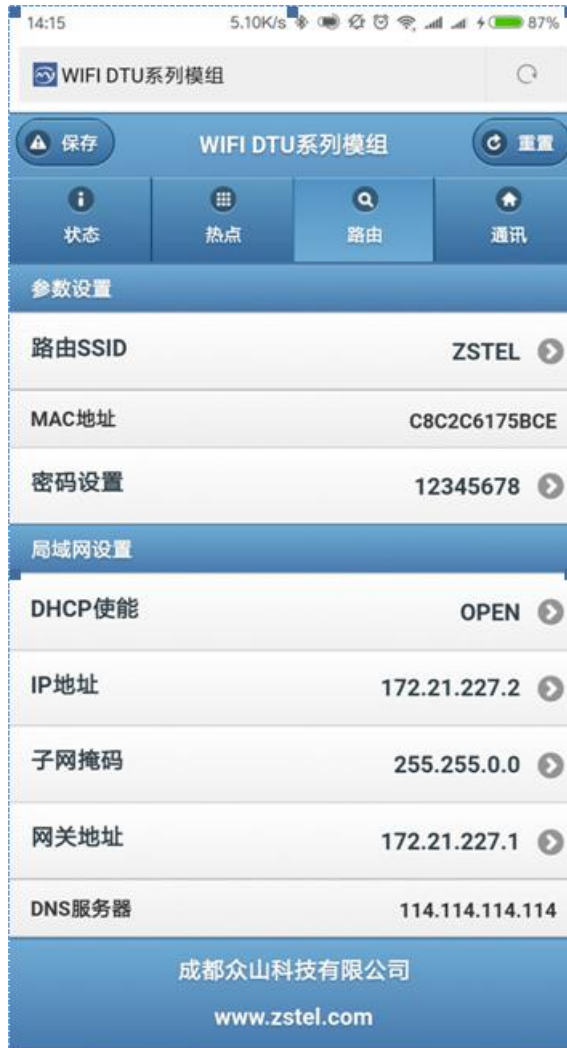 14:15 5.10K/s 87%
WIFI DTU系列模组
保存 WIFI DTU系列模组 重置
状态 热点 路由 通讯
参数设置
路由SSID ZSTEL
MAC地址 C8C2C6175BCE
密码设置 12345678
局域网设置
DHCP使能 OPEN
IP地址 172.21.227.2
子网掩码 255.255.0.0
网关地址 172.21.227.1
DNS服务器 114.114.114.114
成都众山科技有限公司
www.zstel.com